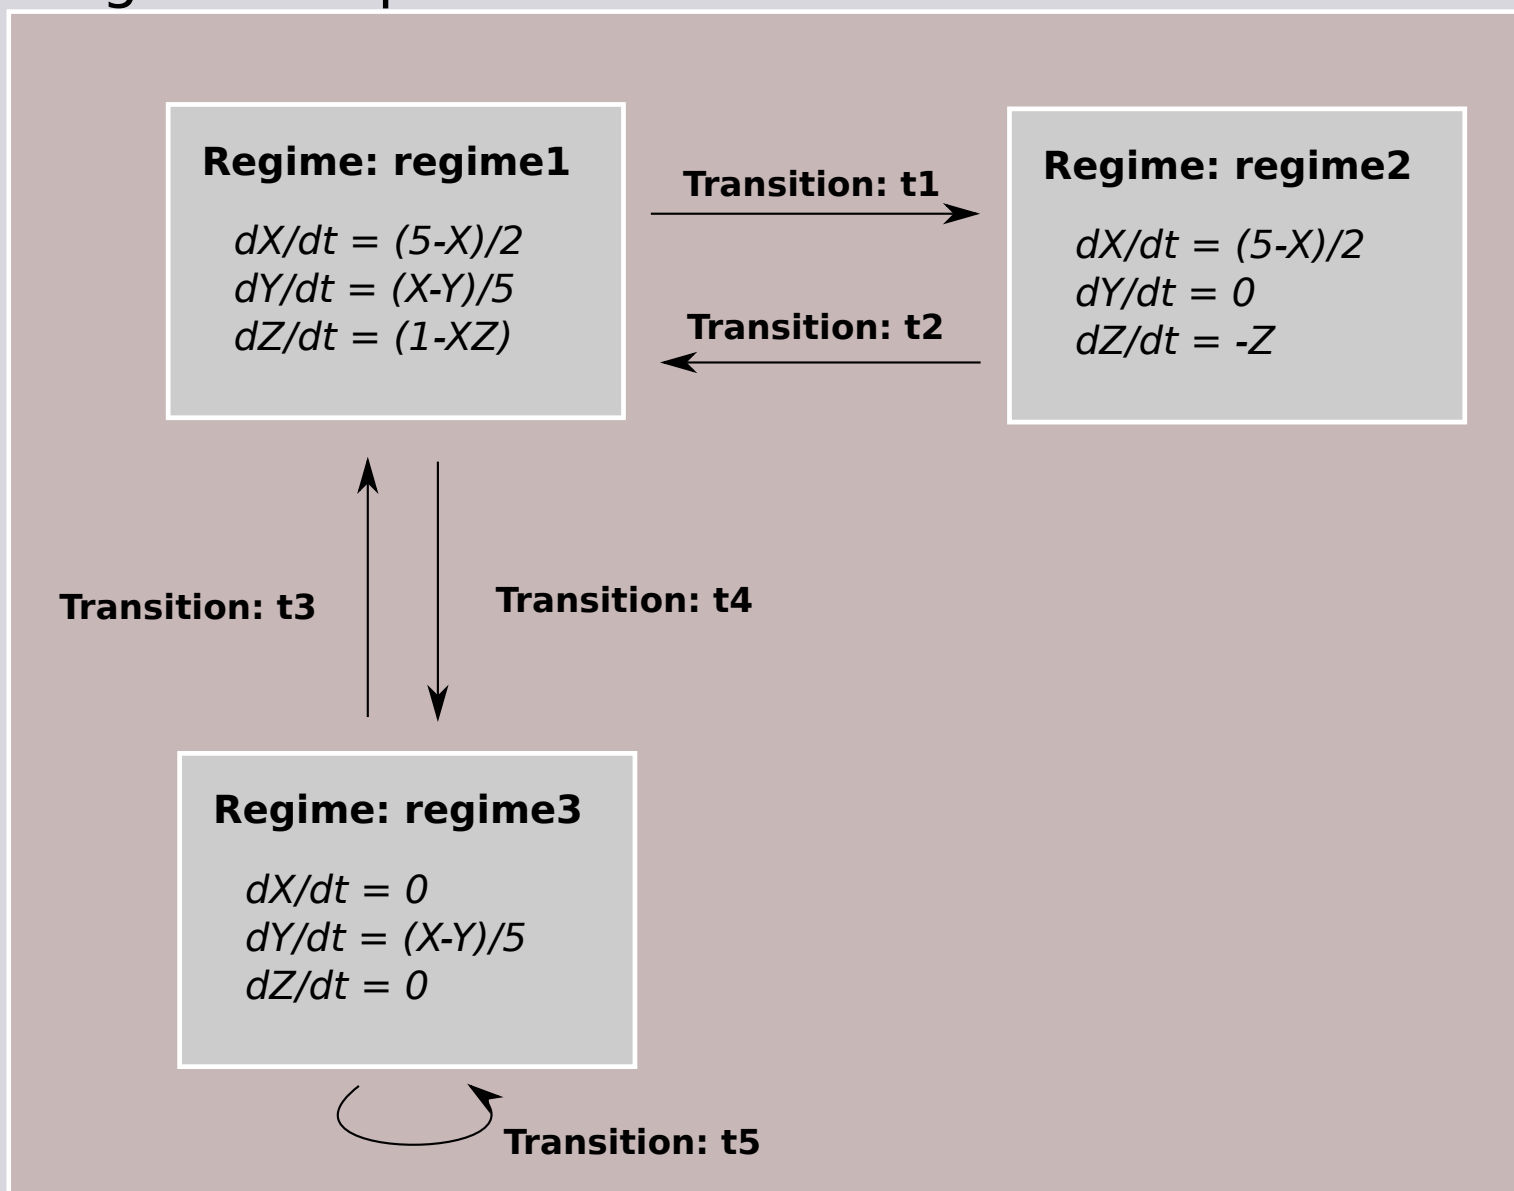 Regime: regime1
dX/dt = (5-X)/2
dY/dt = (X-Y)/5
dZ/dt = (1-XZ)
Transition: t1
Transition: t2
Regime: regime2
dX/dt = (5-X)/2
dY/dt = 0
dZ/dt = -Z
Transition: t3
Transition: t4
Regime: regime3
dX/dt = 0
dY/dt = (X-Y)/5
dZ/dt = 0
Transition: t5